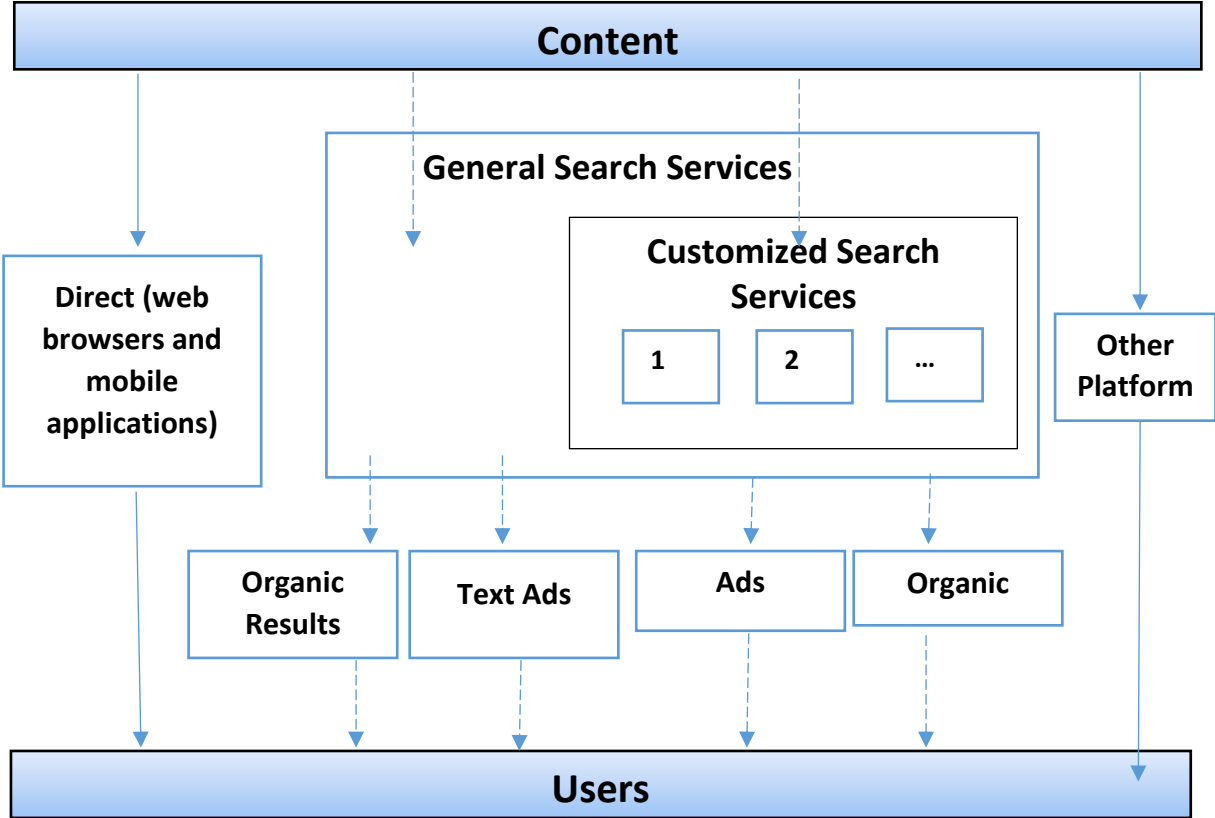 Content
General Search Services
Customized Search
Services
1
2
...
Direct (web
browsers and
mobile
applications)
Other
Platform
Organic
Results
Text Ads
Ads
Organic
Users